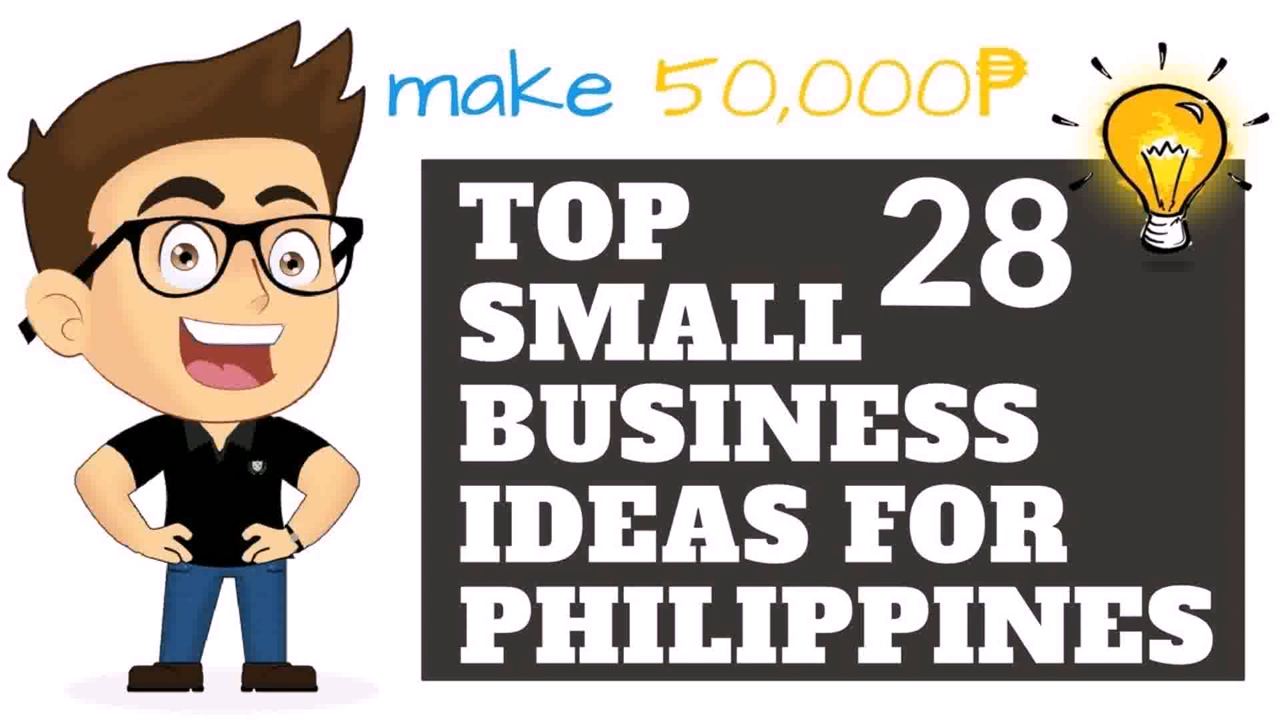 make 50,000₱
TOP 28
SMALL
BUSINESS
IDEAS FOR
PHILIPPINES